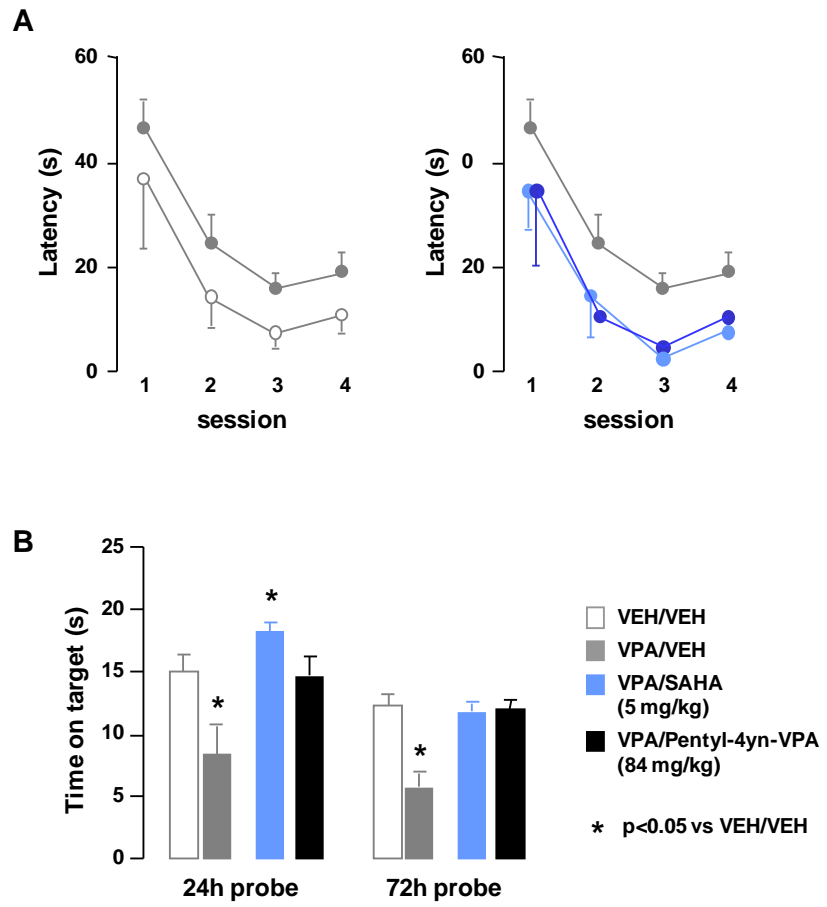 A
60
40
20
0
Latency (s)
1 2 3 4
session
60
0
20
0
Latency (s)
1 2 3 4
session
B
25
20
15
10
5
0
Time on target (s)
* * * 
24h probe 72h probe
VEH/VEH
VPA/VEH
VPA/SAHA
(5 mg/kg)
VPA/Pentyl-4yn-VPA
(84 mg/kg)
* p<0.05 vs VEH/VEH